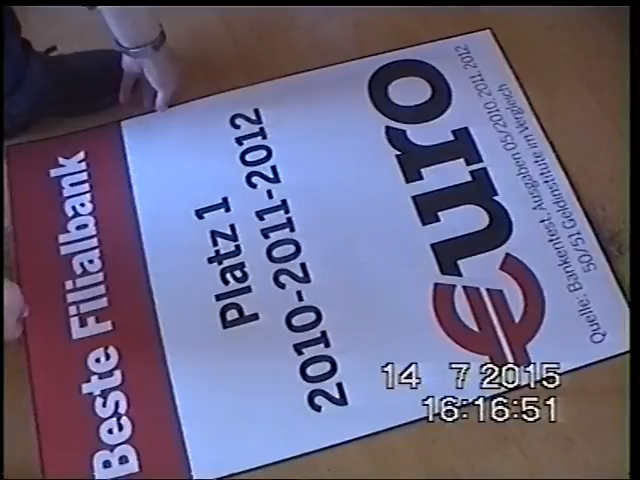 Beste Filialbank
Platz 1
2010-2011-2012
€uro
Quelle: Bankentest, Ausgaben 05/2010, 2011, 2012
50/51 Geldinstitute im Vergleich
14 7 2015
16:16:51